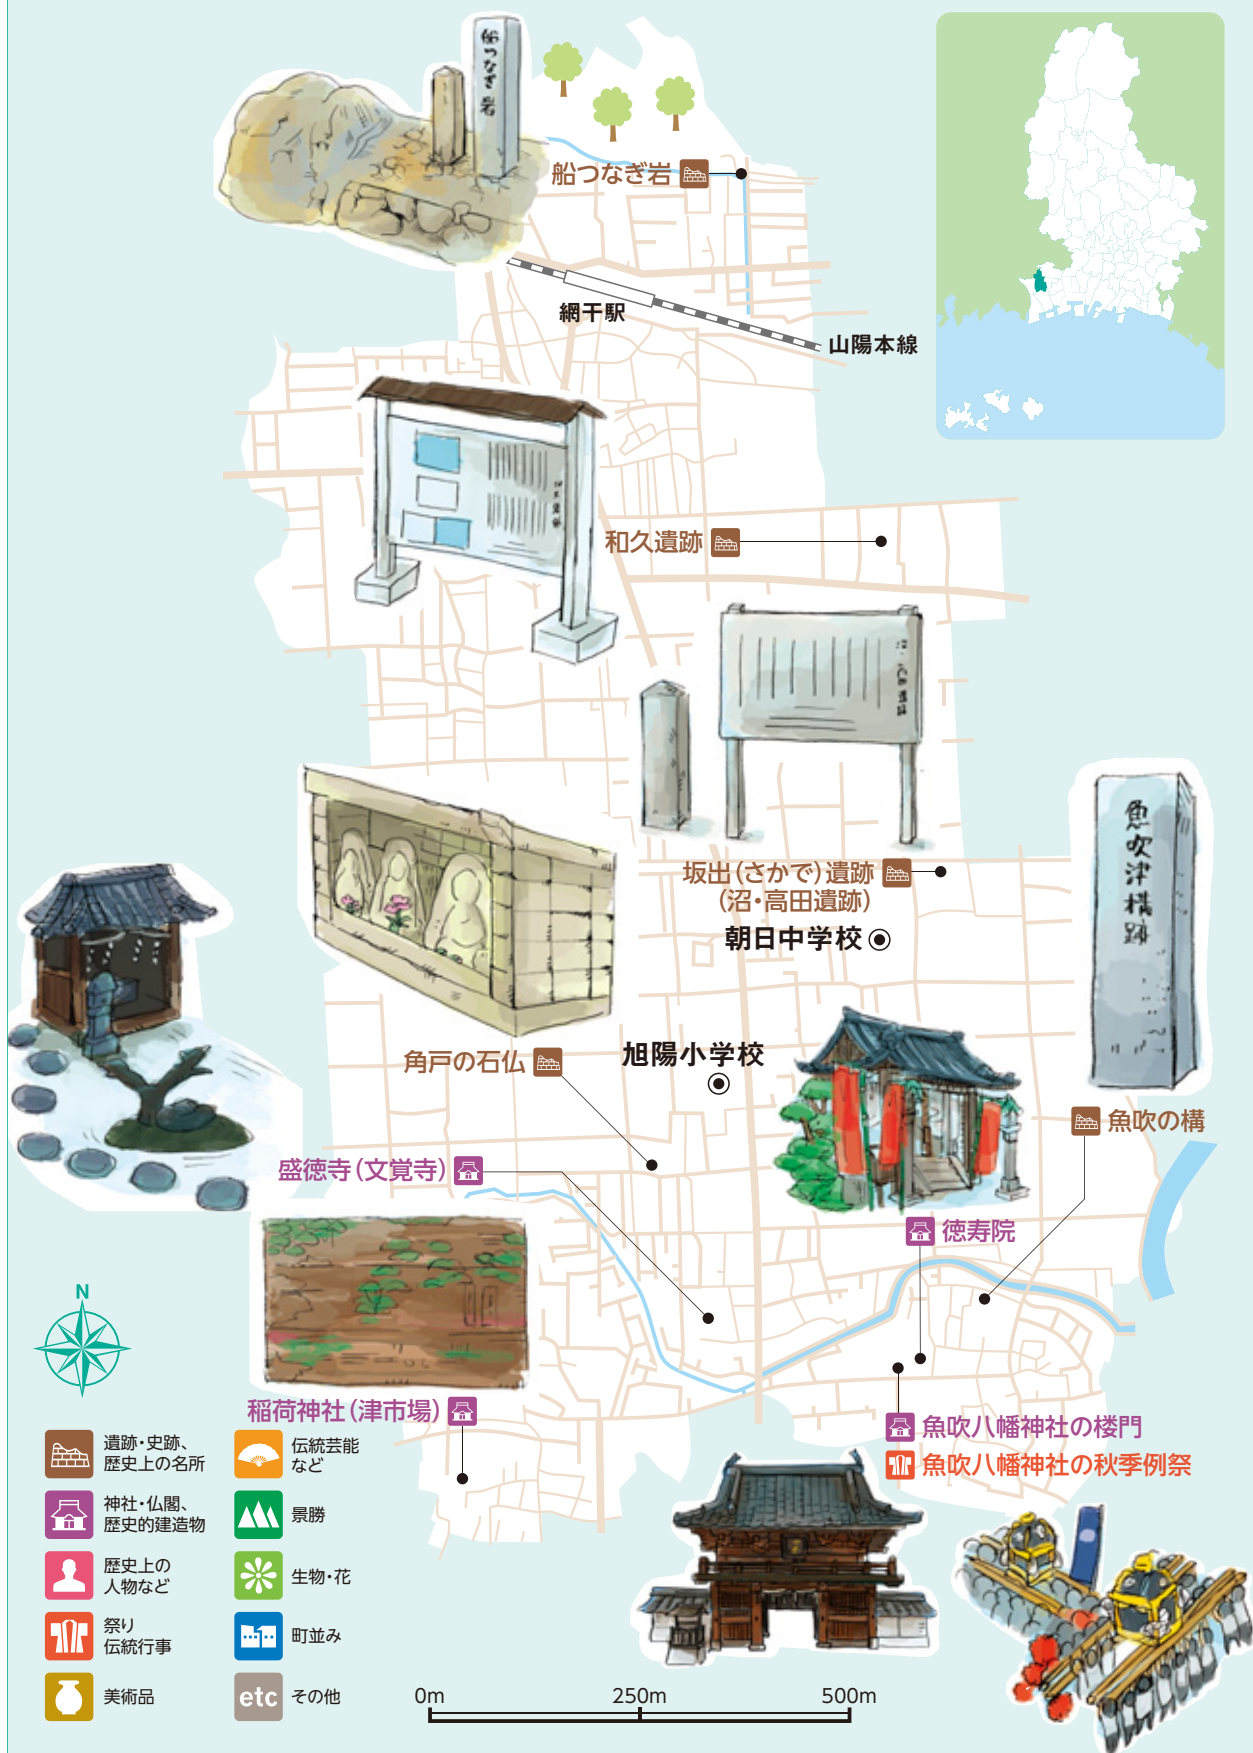 船つなぎ岩
船つなぎ岩
網干駅
山陽本線
和久遺跡
坂出(さかで)遺跡
(沼・高田遺跡)
朝日中学校
魚吹津構跡
角戸の石仏
旭陽小学校
魚吹の構
盛徳寺(文覚寺)
徳寿院
N
稲荷神社(津市場)
魚吹八幡神社の楼門
魚吹八幡神社の秋季例祭
遺跡・史跡、
歴史上の名所
神社・仏閣、
歴史的建造物
歴史上の
人物など
祭り
伝統行事
美術品
伝統芸能
など
景勝
生物・花
町並み
etc その他
0m 250m 500m